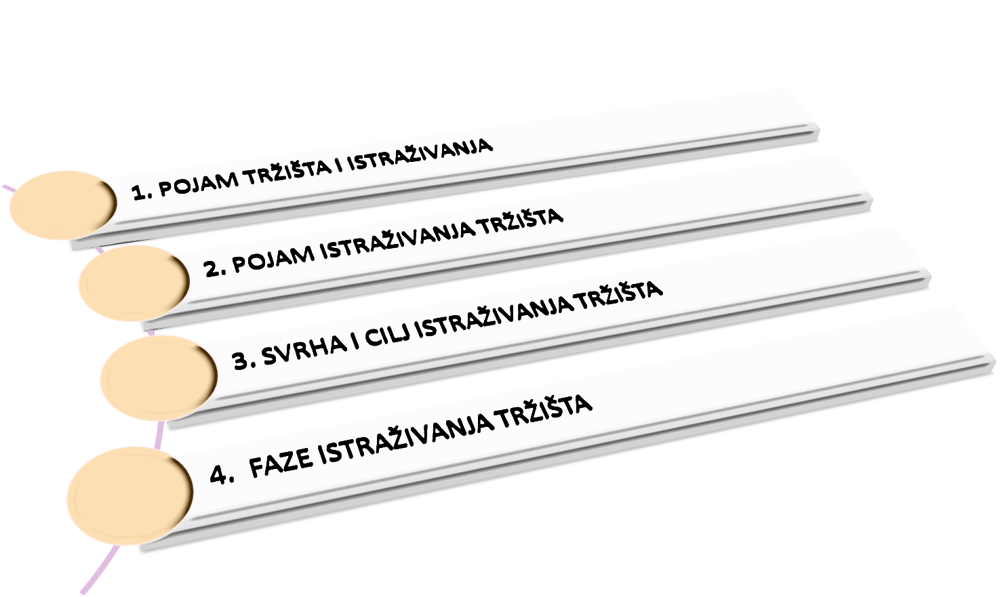 1. POJAM TRŽIŠTA I ISTRAŽIVANJA
2. POJAM ISTRAŽIVANJA TRŽIŠTA
3. SVRHA I CILJ ISTRAŽIVANJA TRŽIŠTA
4. FAZE ISTRAŽIVANJA TRŽIŠTA